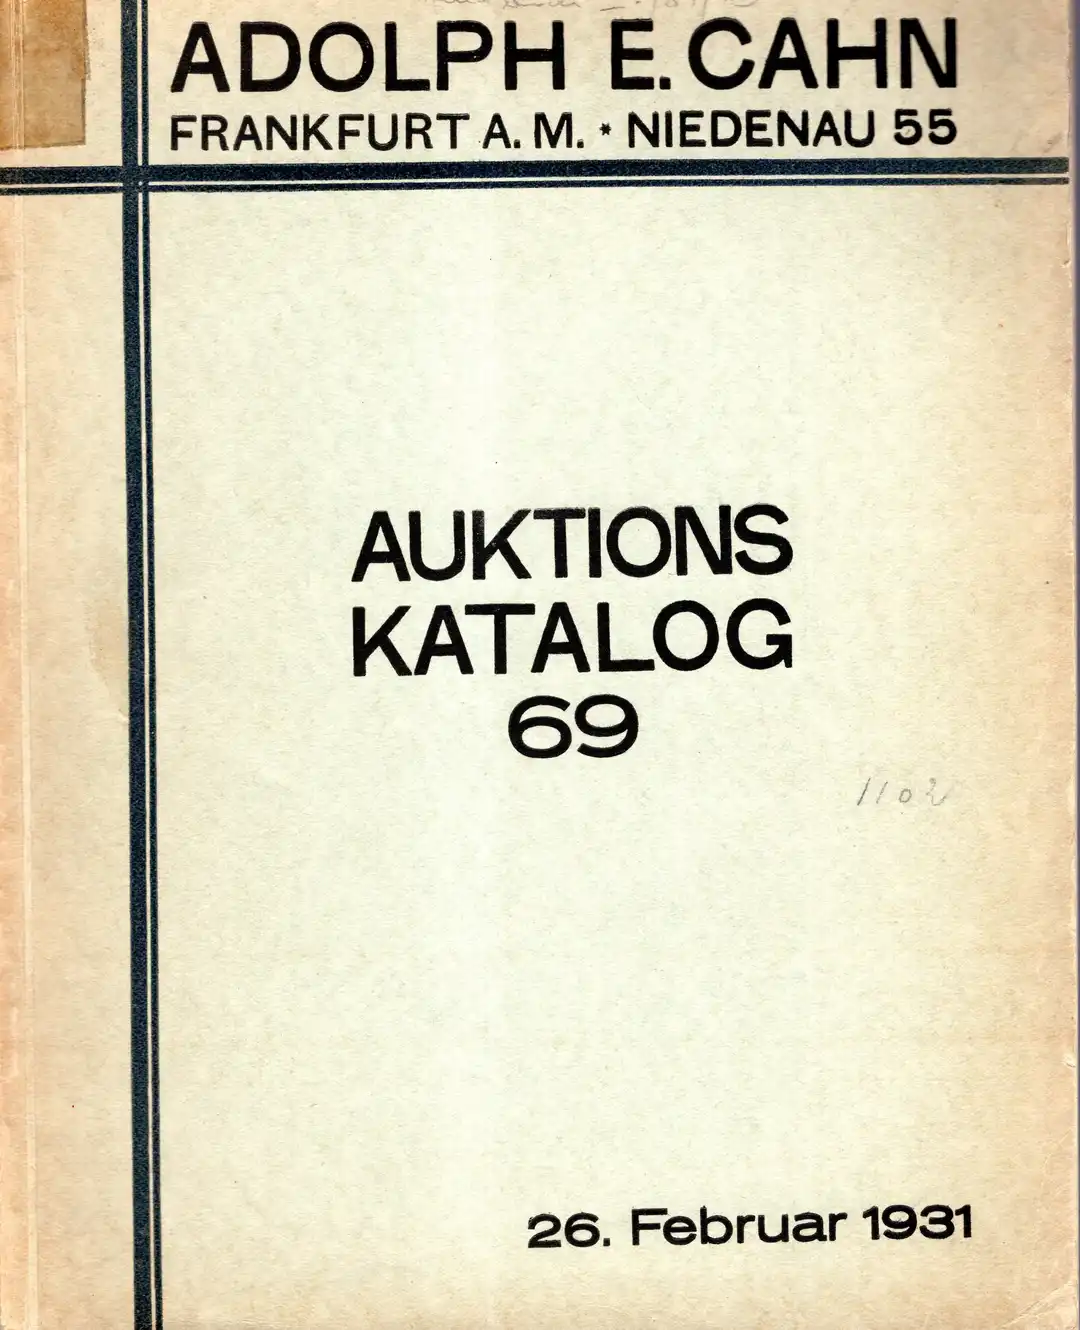 ADOLPH E. CAHN
FRANKFURT A. M. * NIEDENAU 55
AUKTIONS
KATALOG
69
1102
26. Februar 1931